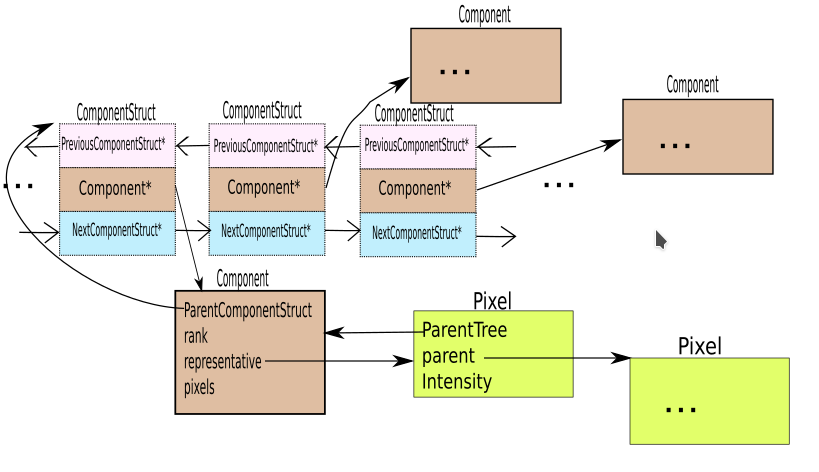 Component
...
Component
...
ComponentStruct
PreviousComponentStruct*
Component*
NextComponentStruct*
ComponentStruct
PreviousComponentStruct*
Component*
NextComponentStruct*
ComponentStruct
PreviousComponentStruct*
Component*
NextComponentStruct*
...
...
Component
ParentComponentStruct
rank
representative
pixels
Pixel
ParentTree
parent
Intensity
Pixel
...